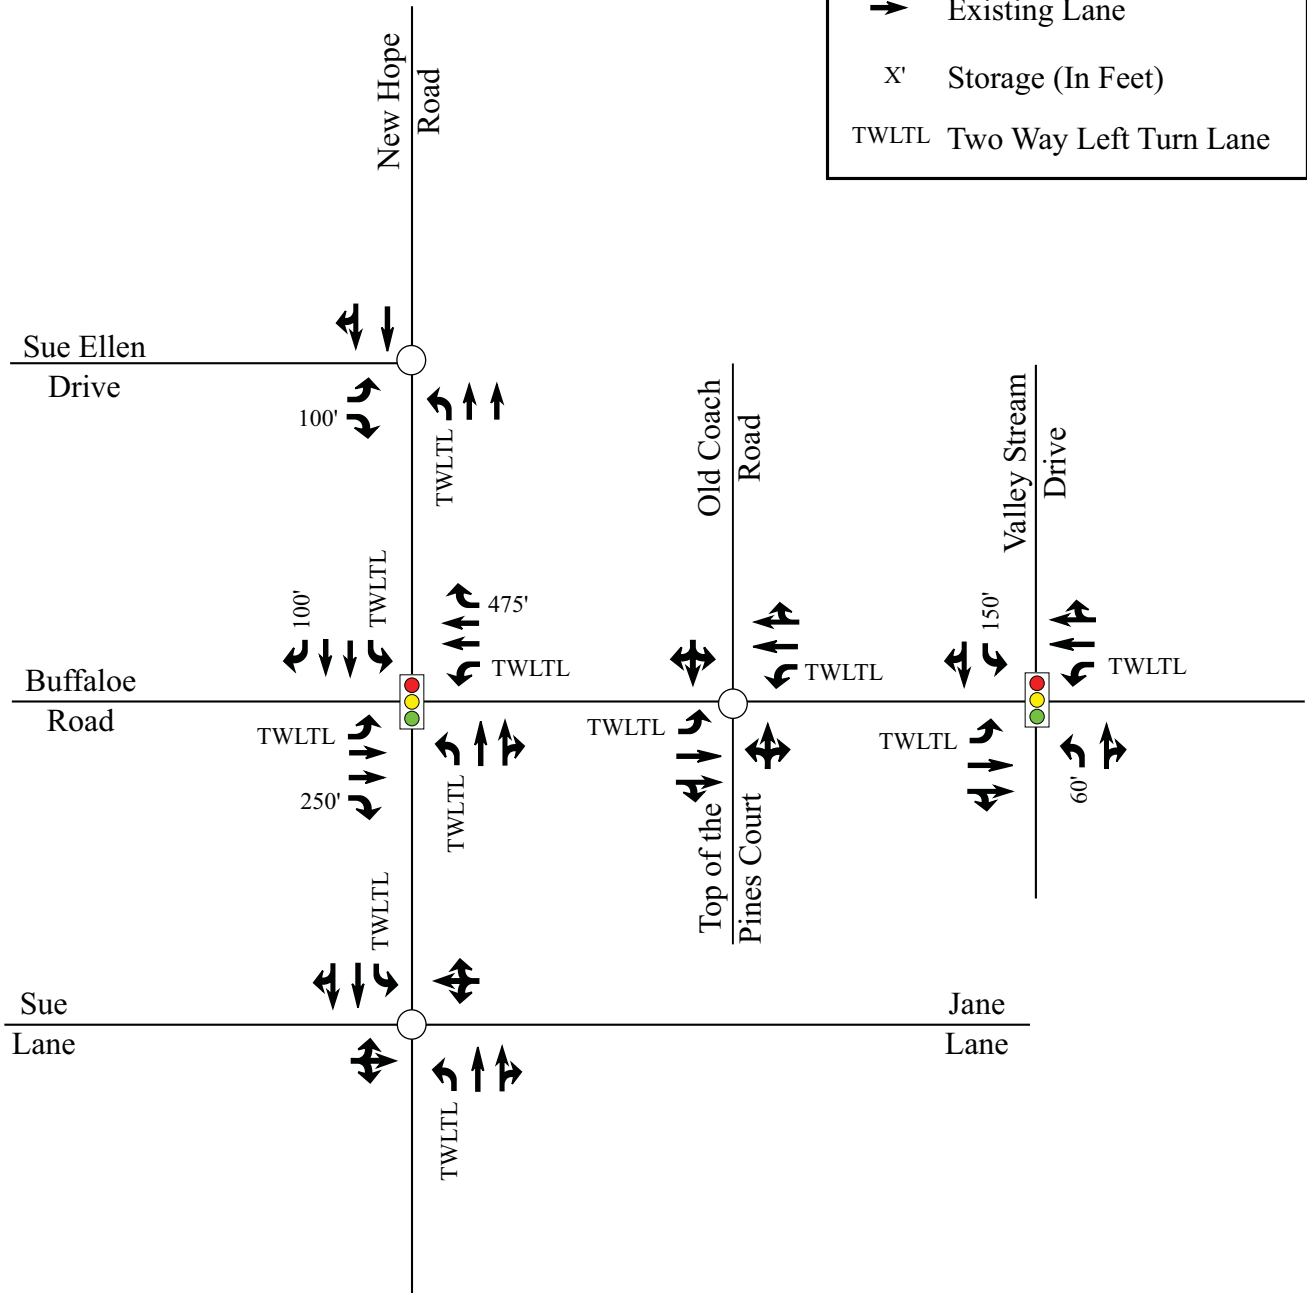 Existing Lane
X' Storage (In Feet)
TWLTL Two Way Left Turn Lane
New Hope
Road
Sue Ellen
Drive
100'
TWLTL
Old Coach
Road
Valley Stream
Drive
100'
TWLTL
475'
TWLTL
Buffaloe
Road
TWLTL
250'
TWLTL
TWLTL
TWLTL
Top of the
Pines Court
150'
TWLTL
TWLTL
60'
TWLTL
Sue
Lane
TWLTL
Jane
Lane